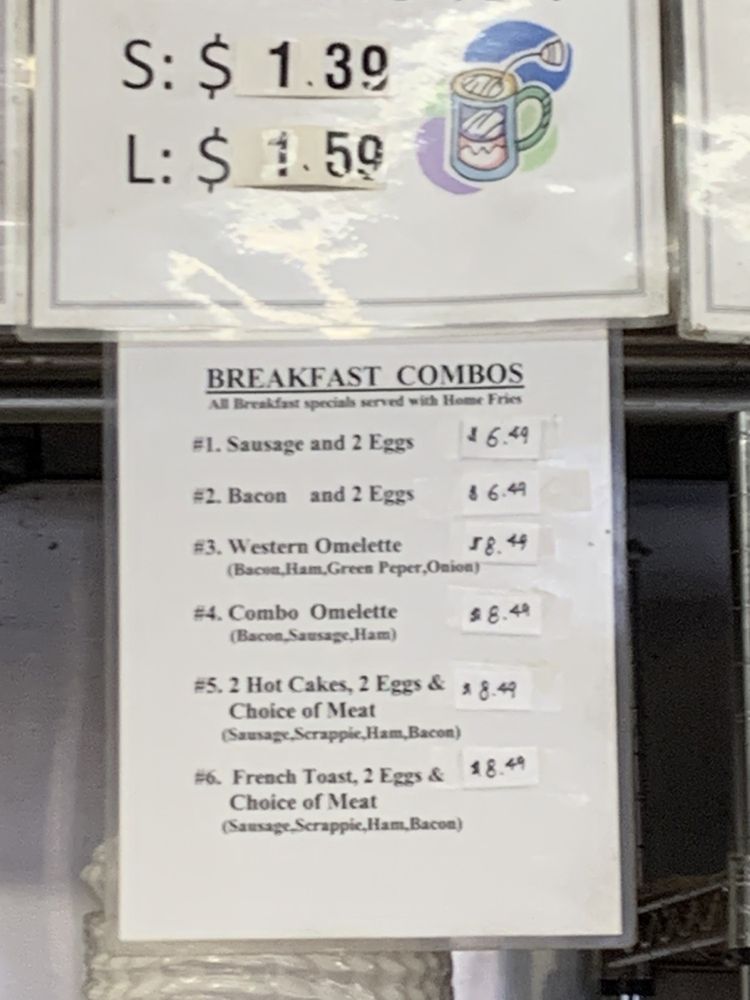 S: $ 1.39
L: $ 1.59
BREAKFAST COMBOS
All Breakfast specials served with Home Fries
#1. Sausage and 2 Eggs $ 6.49
#2. Bacon and 2 Eggs $ 6.49
#3. Western Omelette $8.49
(Bacon,Ham,Green Peper,Onion)
#4. Combo Omelette $ 8.49
(Bacon,Sausage,Ham)
#5. 2 Hot Cakes, 2 Eggs & $ 8.49
Choice of Meat
(Sausage,Scrappie,Ham,Bacon)
#6. French Toast, 2 Eggs & $8.49
Choice of Meat
(Sausage,Scrappie,Ham,Bacon)